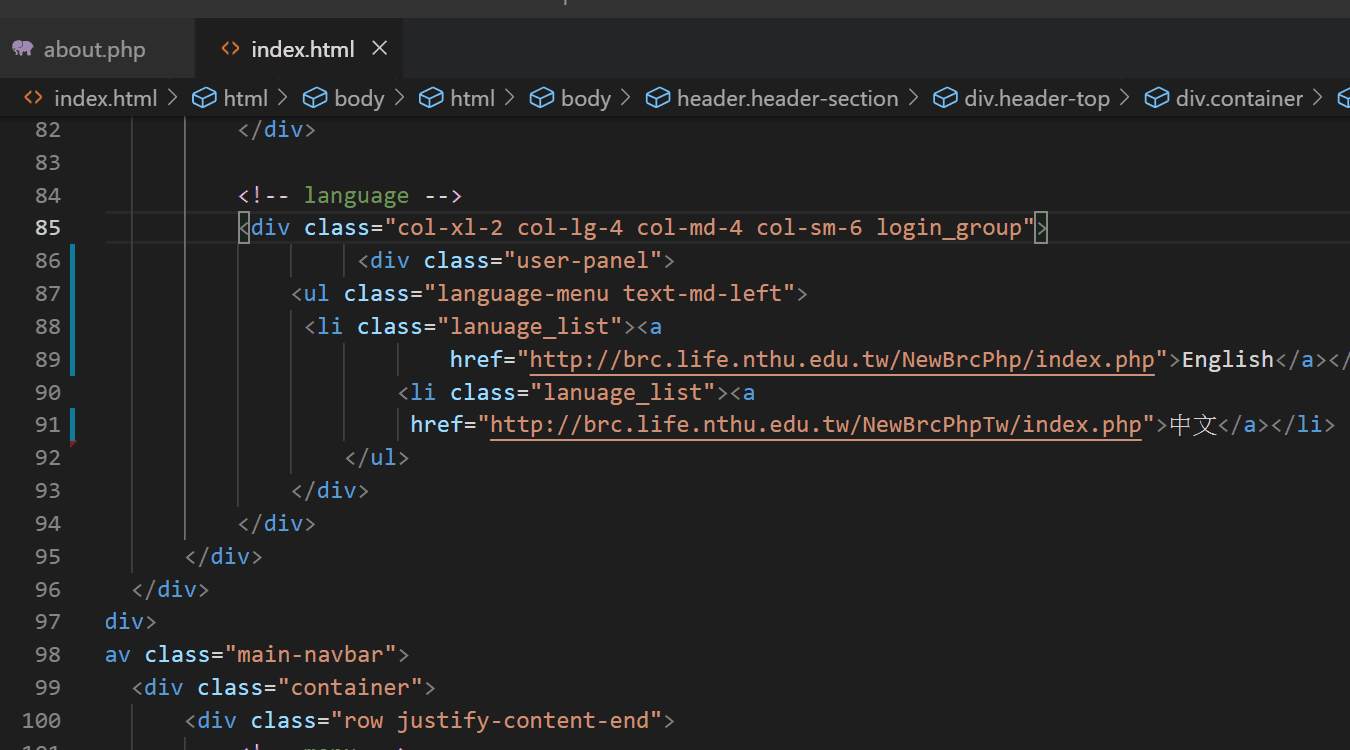 about.php index.html
index.html html body html body header.header-section div.header-top div.container
82 </div>
83
84 <!-- language -->
85 <div class="col-xl-2 col-lg-4 col-md-4 col-sm-6 login_group">
86 <div class="user-panel">
87 <ul class="language-menu text-md-left">
88 <li class="lanuage_list"><a
89 href="http://brc.life.nthu.edu.tw/NewBrcPhp/index.php">English</a></
90 <li class="lanuage_list"><a
91 href="http://brc.life.nthu.edu.tw/NewBrcPhpTw/index.php">中文</a></li>
92 </ul>
93 </div>
94 </div>
95 </div>
96 </div>
97 div>
98 av class="main-navbar">
99 <div class="container">
100 <div class="row justify-content-end">